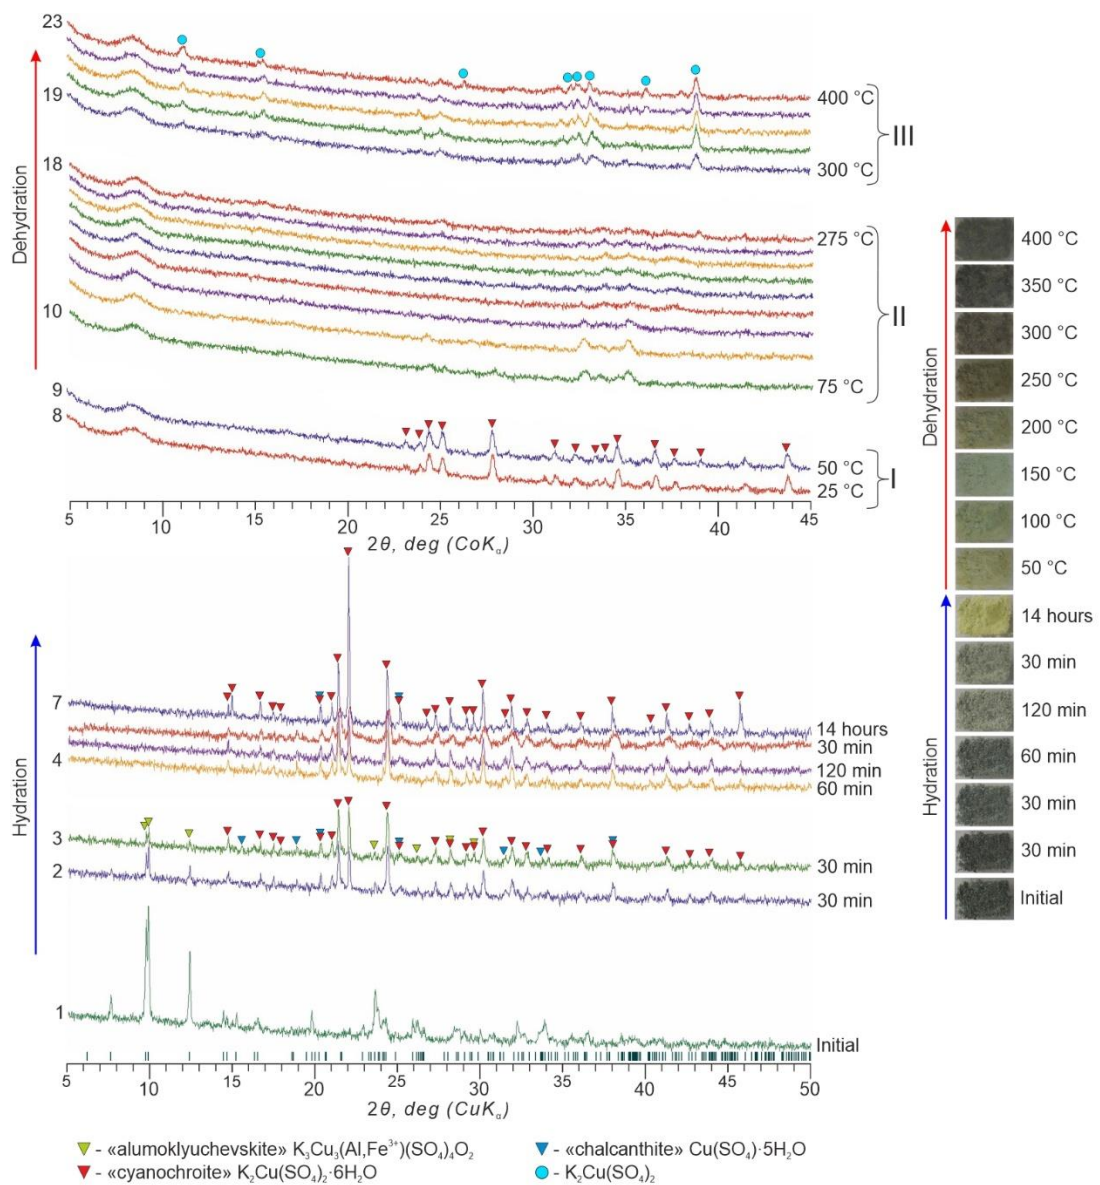 23
19
18
10
9
8
Dehydration
400 °C
300 °C
III
275 °C
75 °C
II
50 °C
25 °C
I
5 10 15 20 25 30 35 40 45
2θ, deg (CoKα)
7
4
3
2
1
Hydration
14 hours
30 min
120 min
60 min
30 min
30 min
Initial
5 10 15 20 25 30 35 40 45 50
2θ, deg (CuKα)
Dehydration
Hydration
400 °C
350 °C
300 °C
250 °C
200 °C
150 °C
100 °C
50 °C
14 hours
30 min
120 min
60 min
30 min
30 min
Initial
- «alumoklyuchevskite» K₃Cu₃(Al,Fe³⁺)(SO₄)₄O₂
- «chalcanthite» Cu(SO₄)·5H₂O
- «cyanochroite» K₂Cu(SO₄)₂·6H₂O
- K₂Cu(SO₄)₂